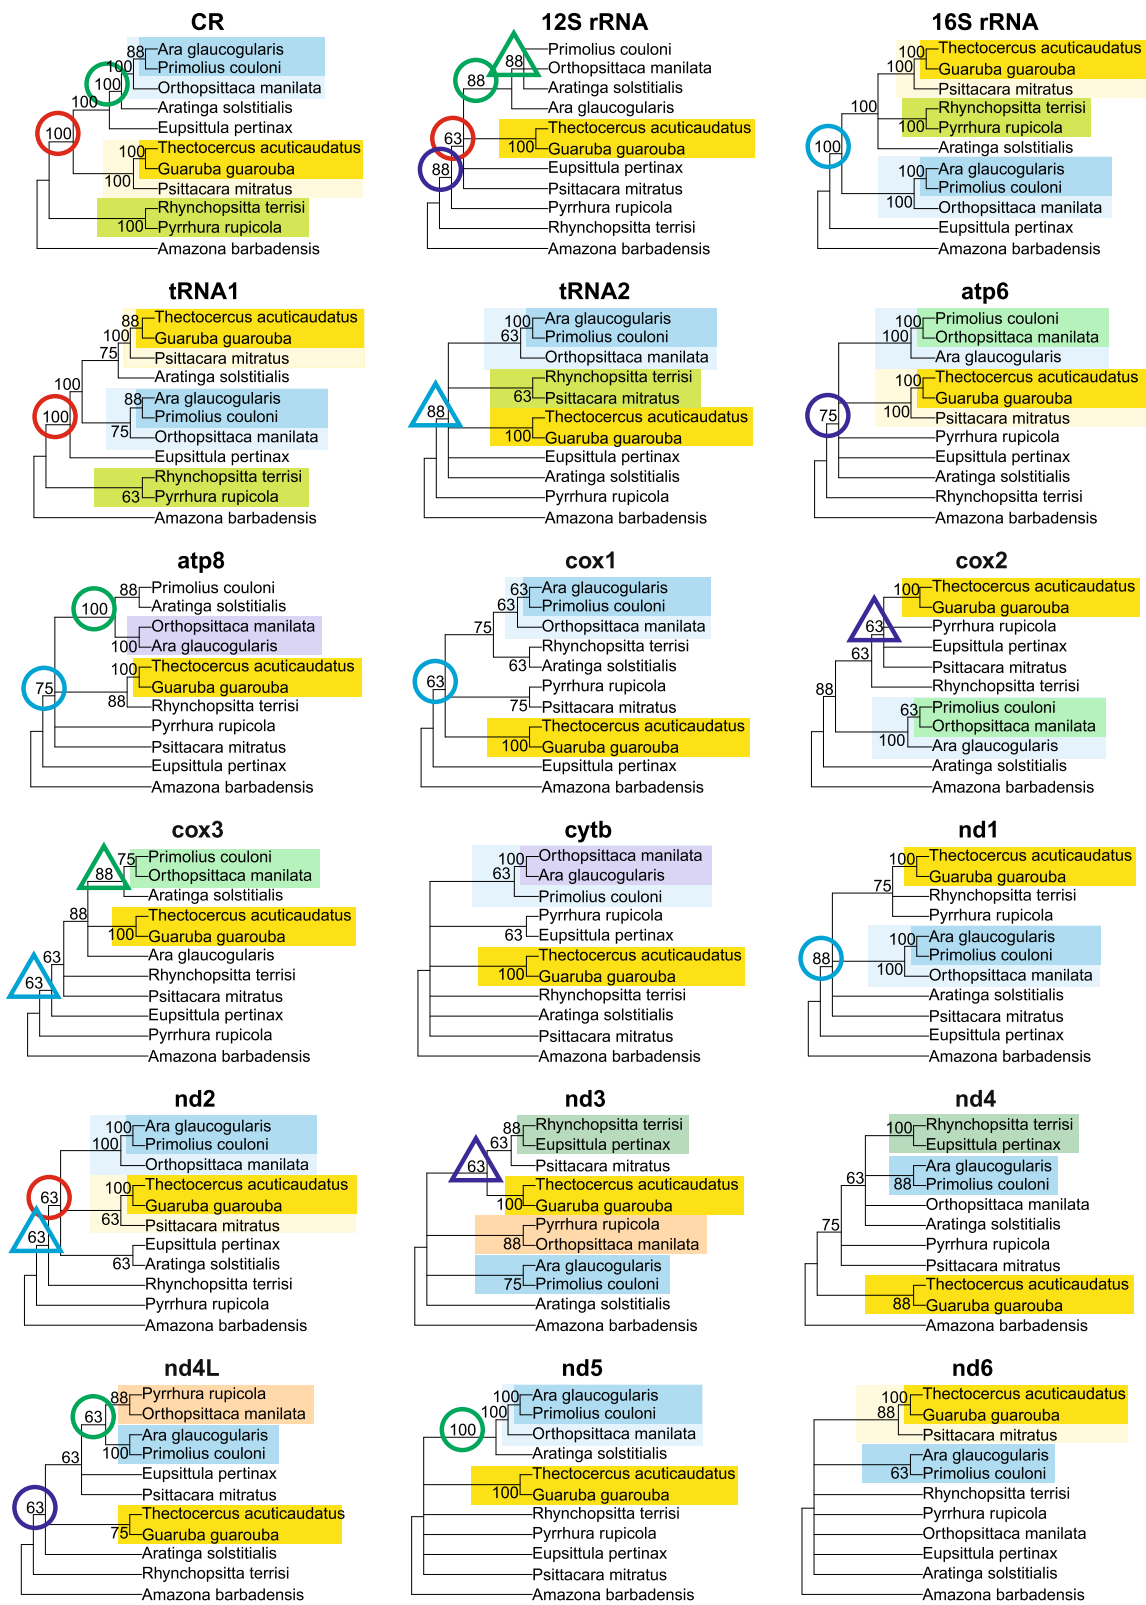 CR
88 Ara glaucogularis
100 Primolius couloni
100 Orthopsittaca manilata
100 Aratinga solstitialis
Eupsittula pertinax
100 Thectocercus acuticaudatus
100 Guaruba guarouba
100 Psittacara mitratus
Rhynchopsitta terrisi
100 Pyrrhura rupicola
Amazona barbadensis
12S rRNA
Primolius couloni
88 Orthopsittaca manilata
88 Aratinga solstitialis
Ara glaucogularis
Thectocercus acuticaudatus
63 100 Guaruba guarouba
88 Eupsittula pertinax
Psittacara mitratus
Pyrrhura rupicola
Rhynchopsitta terrisi
Amazona barbadensis
16S rRNA
100 Thectocercus acuticaudatus
100 Guaruba guarouba
Psittacara mitratus
100 Rhynchopsitta terrisi
100 Pyrrhura rupicola
100 Aratinga solstitialis
100 Ara glaucogularis
Primolius couloni
100 Orthopsittaca manilata
Eupsittula pertinax
Amazona barbadensis
tRNA1
88 Thectocercus acuticaudatus
100 Guaruba guarouba
75 Psittacara mitratus
100 Aratinga solstitialis
88 Ara glaucogularis
100 Primolius couloni
75 Orthopsittaca manilata
Eupsittula pertinax
Rhynchopsitta terrisi
63 Pyrrhura rupicola
Amazona barbadensis
tRNA2
100 Ara glaucogularis
63 Primolius couloni
Orthopsittaca manilata
Rhynchopsitta terrisi
63 Psittacara mitratus
88 Thectocercus acuticaudatus
100 Guaruba guarouba
Eupsittula pertinax
Aratinga solstitialis
Pyrrhura rupicola
Amazona barbadensis
atp6
100 Primolius couloni
100 Orthopsittaca manilata
Ara glaucogularis
100 Thectocercus acuticaudatus
Guaruba guarouba
75 100 Psittacara mitratus
Pyrrhura rupicola
Eupsittula pertinax
Aratinga solstitialis
Rhynchopsitta terrisi
Amazona barbadensis
atp8
88 Primolius couloni
100 Aratinga solstitialis
Orthopsittaca manilata
100 Ara glaucogularis
100 Thectocercus acuticaudatus
75 Guaruba guarouba
88 Rhynchopsitta terrisi
Pyrrhura rupicola
Psittacara mitratus
Eupsittula pertinax
Amazona barbadensis
cox1
63 Ara glaucogularis
63 Primolius couloni
75 Orthopsittaca manilata
Rhynchopsitta terrisi
63 Aratinga solstitialis
63 Pyrrhura rupicola
75 Psittacara mitratus
Thectocercus acuticaudatus
100 Guaruba guarouba
Eupsittula pertinax
Amazona barbadensis
cox2
100 Thectocercus acuticaudatus
Guaruba guarouba
63 Pyrrhura rupicola
Eupsittula pertinax
63 Psittacara mitratus
88 Rhynchopsitta terrisi
63 Primolius couloni
Orthopsittaca manilata
100 Ara glaucogularis
Aratinga solstitialis
Amazona barbadensis
cox3
75 Primolius couloni
88 Orthopsittaca manilata
Aratinga solstitialis
88 Thectocercus acuticaudatus
100 Guaruba guarouba
63 Ara glaucogularis
63 Rhynchopsitta terrisi
Psittacara mitratus
Eupsittula pertinax
Pyrrhura rupicola
Amazona barbadensis
cytb
100 Orthopsittaca manilata
63 Ara glaucogularis
Primolius couloni
Pyrrhura rupicola
63 Eupsittula pertinax
Thectocercus acuticaudatus
100 Guaruba guarouba
Rhynchopsitta terrisi
Aratinga solstitialis
Psittacara mitratus
Amazona barbadensis
nd1
100 Thectocercus acuticaudatus
75 Guaruba guarouba
Rhynchopsitta terrisi
Pyrrhura rupicola
100 Ara glaucogularis
88 Primolius couloni
100 Orthopsittaca manilata
Aratinga solstitialis
Psittacara mitratus
Eupsittula pertinax
Amazona barbadensis
nd2
100 Ara glaucogularis
100 Primolius couloni
Orthopsittaca manilata
63 100 Thectocercus acuticaudatus
Guaruba guarouba
63 63 Psittacara mitratus
Eupsittula pertinax
63 Aratinga solstitialis
Rhynchopsitta terrisi
Pyrrhura rupicola
Amazona barbadensis
nd3
88 Rhynchopsitta terrisi
63 Eupsittula pertinax
63 Psittacara mitratus
Thectocercus acuticaudatus
100 Guaruba guarouba
Pyrrhura rupicola
88 Orthopsittaca manilata
Ara glaucogularis
75 Primolius couloni
Aratinga solstitialis
Amazona barbadensis
nd4
100 Rhynchopsitta terrisi
Eupsittula pertinax
63 Ara glaucogularis
88 Primolius couloni
Orthopsittaca manilata
75 Aratinga solstitialis
Pyrrhura rupicola
Psittacara mitratus
Thectocercus acuticaudatus
88 Guaruba guarouba
Amazona barbadensis
nd4L
88 Pyrrhura rupicola
63 Orthopsittaca manilata
Ara glaucogularis
63 100 Primolius couloni
Eupsittula pertinax
Psittacara mitratus
63 Thectocercus acuticaudatus
75 Guaruba guarouba
Aratinga solstitialis
Rhynchopsitta terrisi
Amazona barbadensis
nd5
100 Ara glaucogularis
100 Primolius couloni
100 Orthopsittaca manilata
Aratinga solstitialis
Thectocercus acuticaudatus
100 Guaruba guarouba
Rhynchopsitta terrisi
Pyrrhura rupicola
Eupsittula pertinax
Psittacara mitratus
Amazona barbadensis
nd6
100 Thectocercus acuticaudatus
88 Guaruba guarouba
Psittacara mitratus
Ara glaucogularis
63 Primolius couloni
Rhynchopsitta terrisi
Pyrrhura rupicola
Orthopsittaca manilata
Eupsittula pertinax
Aratinga solstitialis
Amazona barbadensis